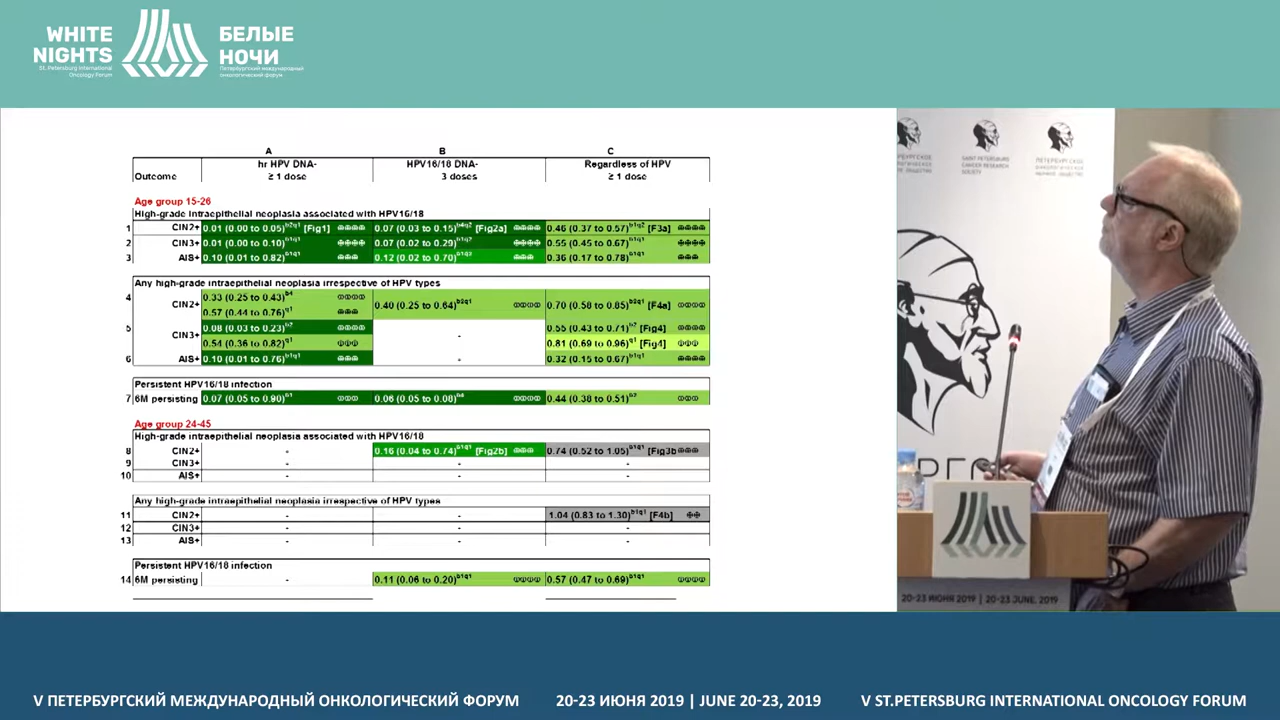 WHITE
NIGHTS
St. Petersburg International
Oncology Forum
БЕЛЫЕ
НОЧИ
Петербургский международный
онкологический форум
A B C
Outcome hr HPV DNA- ≥ 1 dose HPV16/18 DNA- 3 doses Regardless of HPV ≥ 1 dose
Age group 15-26
High-grade intraepithelial neoplasia associated with HPV16/18
1 CIN2+ 0.01 (0.00 to 0.05) [Fig1] 0.07 (0.03 to 0.15) [Fig2a] 0.46 (0.37 to 0.57) [F3a]
2 CIN3+ 0.01 (0.00 to 0.10) 0.07 (0.02 to 0.29) 0.55 (0.45 to 0.67)
3 AIS+ 0.10 (0.01 to 0.82) 0.12 (0.02 to 0.70) 0.36 (0.17 to 0.78)
Any high-grade intraepithelial neoplasia irrespective of HPV types
4 CIN2+ 0.33 (0.25 to 0.43) 0.40 (0.25 to 0.64) 0.70 (0.58 to 0.85) [F4a]
0.57 (0.44 to 0.76)
5 CIN3+ 0.08 (0.03 to 0.23) - 0.55 (0.43 to 0.71) [Fig4]
0.54 (0.36 to 0.82) 0.81 (0.69 to 0.96) [Fig4]
6 AIS+ 0.10 (0.01 to 0.76) - 0.32 (0.15 to 0.67)
Persistent HPV16/18 infection
7 6M persisting 0.07 (0.05 to 0.90) 0.06 (0.05 to 0.08) 0.44 (0.38 to 0.51)
Age group 24-45
High-grade intraepithelial neoplasia associated with HPV16/18
8 CIN2+ - 0.16 (0.04 to 0.74) [Fig2b] 0.74 (0.52 to 1.05) [Fig3b
9 CIN3+ - - -
10 AIS+ - - -
Any high-grade intraepithelial neoplasia irrespective of HPV types
11 CIN2+ - - 1.04 (0.83 to 1.30) [F4b]
12 CIN3+ - - -
13 AIS+ - - -
Persistent HPV16/18 infection
14 6M persisting - 0.11 (0.06 to 0.20) 0.57 (0.47 to 0.69)
SAINT PETERSBURG
CANCER RESEARCH
SOCIETY
20-23 ИЮНЯ 2019 | 20-23 JUNE, 2019
V ПЕТЕРБУРГСКИЙ МЕЖДУНАРОДНЫЙ ОНКОЛОГИЧЕСКИЙ ФОРУМ 20-23 ИЮНЯ 2019 | JUNE 20-23, 2019 V ST.PETERSBURG INTERNATIONAL ONCOLOGY FORUM